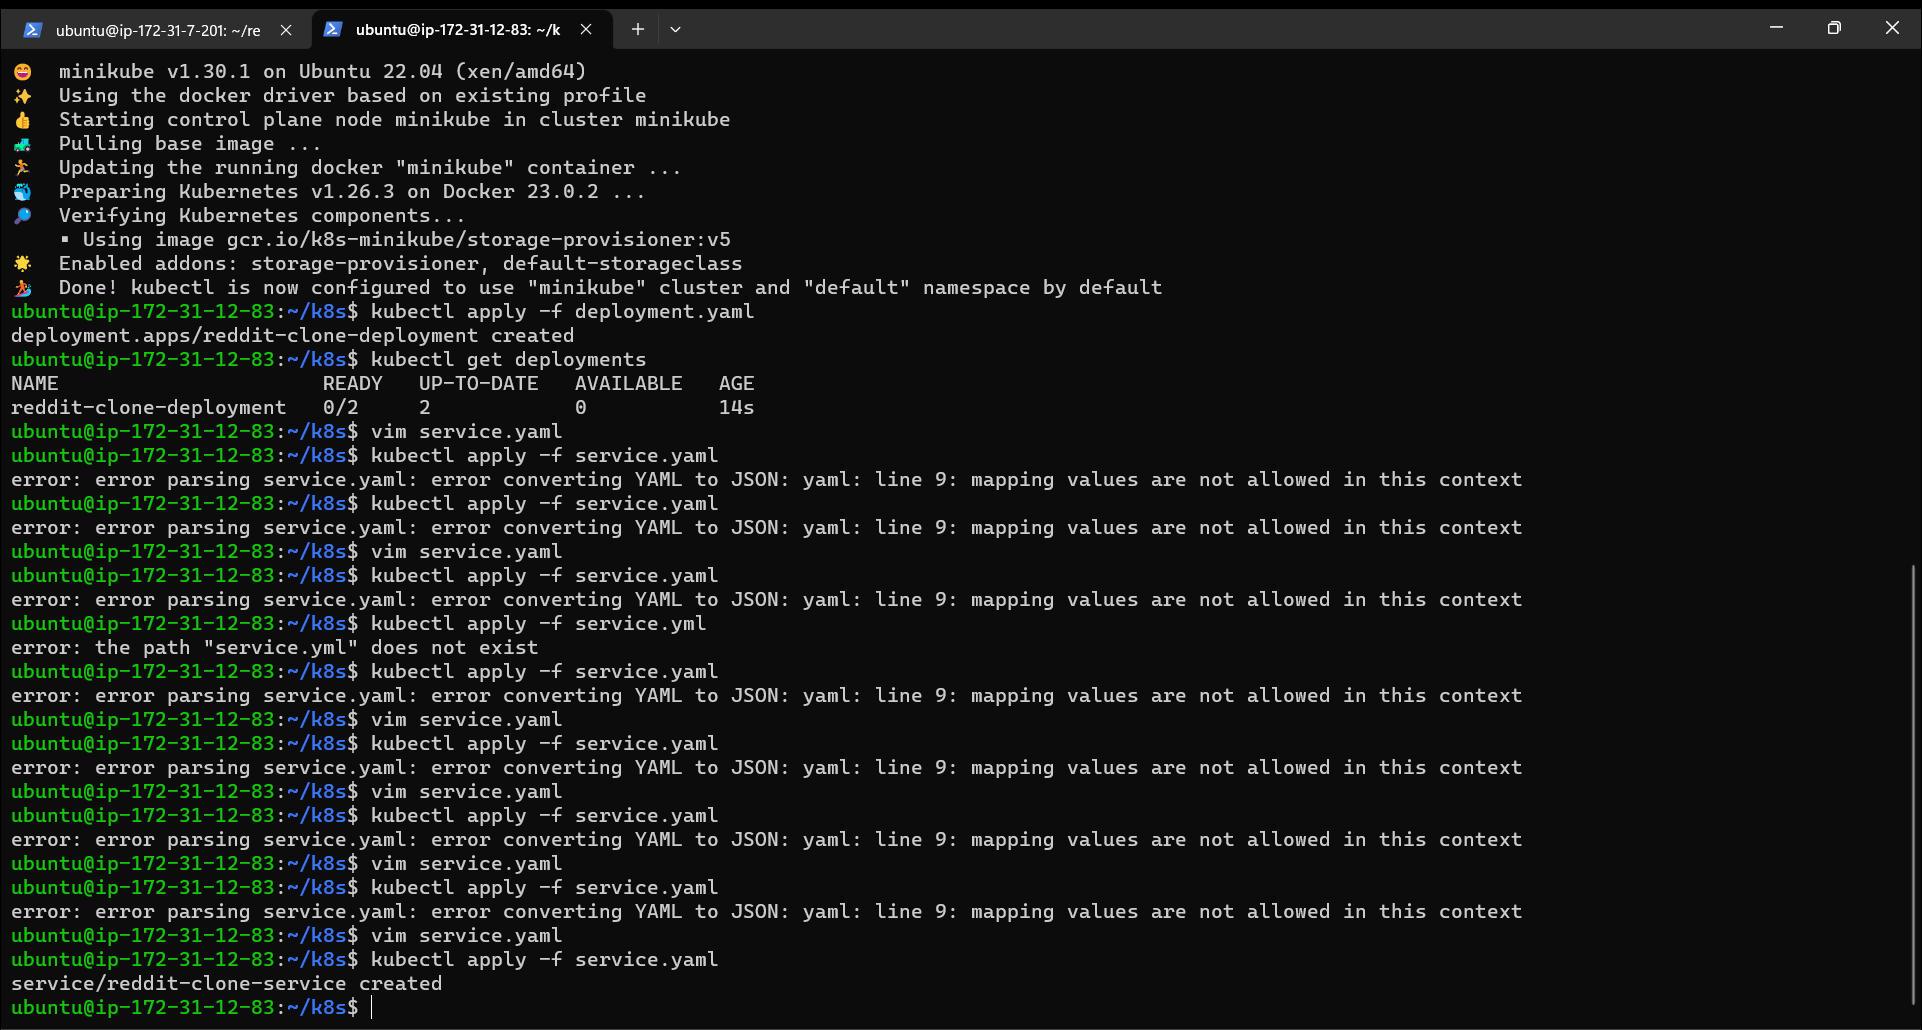 ubuntu@ip-172-31-7-201: ~/re
ubuntu@ip-172-31-12-83: ~/k
minikube v1.30.1 on Ubuntu 22.04 (xen/amd64)
Using the docker driver based on existing profile
Starting control plane node minikube in cluster minikube
Pulling base image ...
Updating the running docker "minikube" container ...
Preparing Kubernetes v1.26.3 on Docker 23.0.2 ...
Verifying Kubernetes components...
▪ Using image gcr.io/k8s-minikube/storage-provisioner:v5
Enabled addons: storage-provisioner, default-storageclass
Done! kubectl is now configured to use "minikube" cluster and "default" namespace by default
ubuntu@ip-172-31-12-83:~/k8s$ kubectl apply -f deployment.yaml
deployment.apps/reddit-clone-deployment created
ubuntu@ip-172-31-12-83:~/k8s$ kubectl get deployments
NAME                      READY   UP-TO-DATE   AVAILABLE   AGE
reddit-clone-deployment   0/2     2            0           14s
ubuntu@ip-172-31-12-83:~/k8s$ vim service.yaml
ubuntu@ip-172-31-12-83:~/k8s$ kubectl apply -f service.yaml
error: error parsing service.yaml: error converting YAML to JSON: yaml: line 9: mapping values are not allowed in this context
ubuntu@ip-172-31-12-83:~/k8s$ kubectl apply -f service.yaml
error: error parsing service.yaml: error converting YAML to JSON: yaml: line 9: mapping values are not allowed in this context
ubuntu@ip-172-31-12-83:~/k8s$ vim service.yaml
ubuntu@ip-172-31-12-83:~/k8s$ kubectl apply -f service.yaml
error: error parsing service.yaml: error converting YAML to JSON: yaml: line 9: mapping values are not allowed in this context
ubuntu@ip-172-31-12-83:~/k8s$ kubectl apply -f service.yml
error: the path "service.yml" does not exist
ubuntu@ip-172-31-12-83:~/k8s$ kubectl apply -f service.yaml
error: error parsing service.yaml: error converting YAML to JSON: yaml: line 9: mapping values are not allowed in this context
ubuntu@ip-172-31-12-83:~/k8s$ vim service.yaml
ubuntu@ip-172-31-12-83:~/k8s$ kubectl apply -f service.yaml
error: error parsing service.yaml: error converting YAML to JSON: yaml: line 9: mapping values are not allowed in this context
ubuntu@ip-172-31-12-83:~/k8s$ vim service.yaml
ubuntu@ip-172-31-12-83:~/k8s$ kubectl apply -f service.yaml
error: error parsing service.yaml: error converting YAML to JSON: yaml: line 9: mapping values are not allowed in this context
ubuntu@ip-172-31-12-83:~/k8s$ vim service.yaml
ubuntu@ip-172-31-12-83:~/k8s$ kubectl apply -f service.yaml
error: error parsing service.yaml: error converting YAML to JSON: yaml: line 9: mapping values are not allowed in this context
ubuntu@ip-172-31-12-83:~/k8s$ vim service.yaml
ubuntu@ip-172-31-12-83:~/k8s$ kubectl apply -f service.yaml
service/reddit-clone-service created
ubuntu@ip-172-31-12-83:~/k8s$